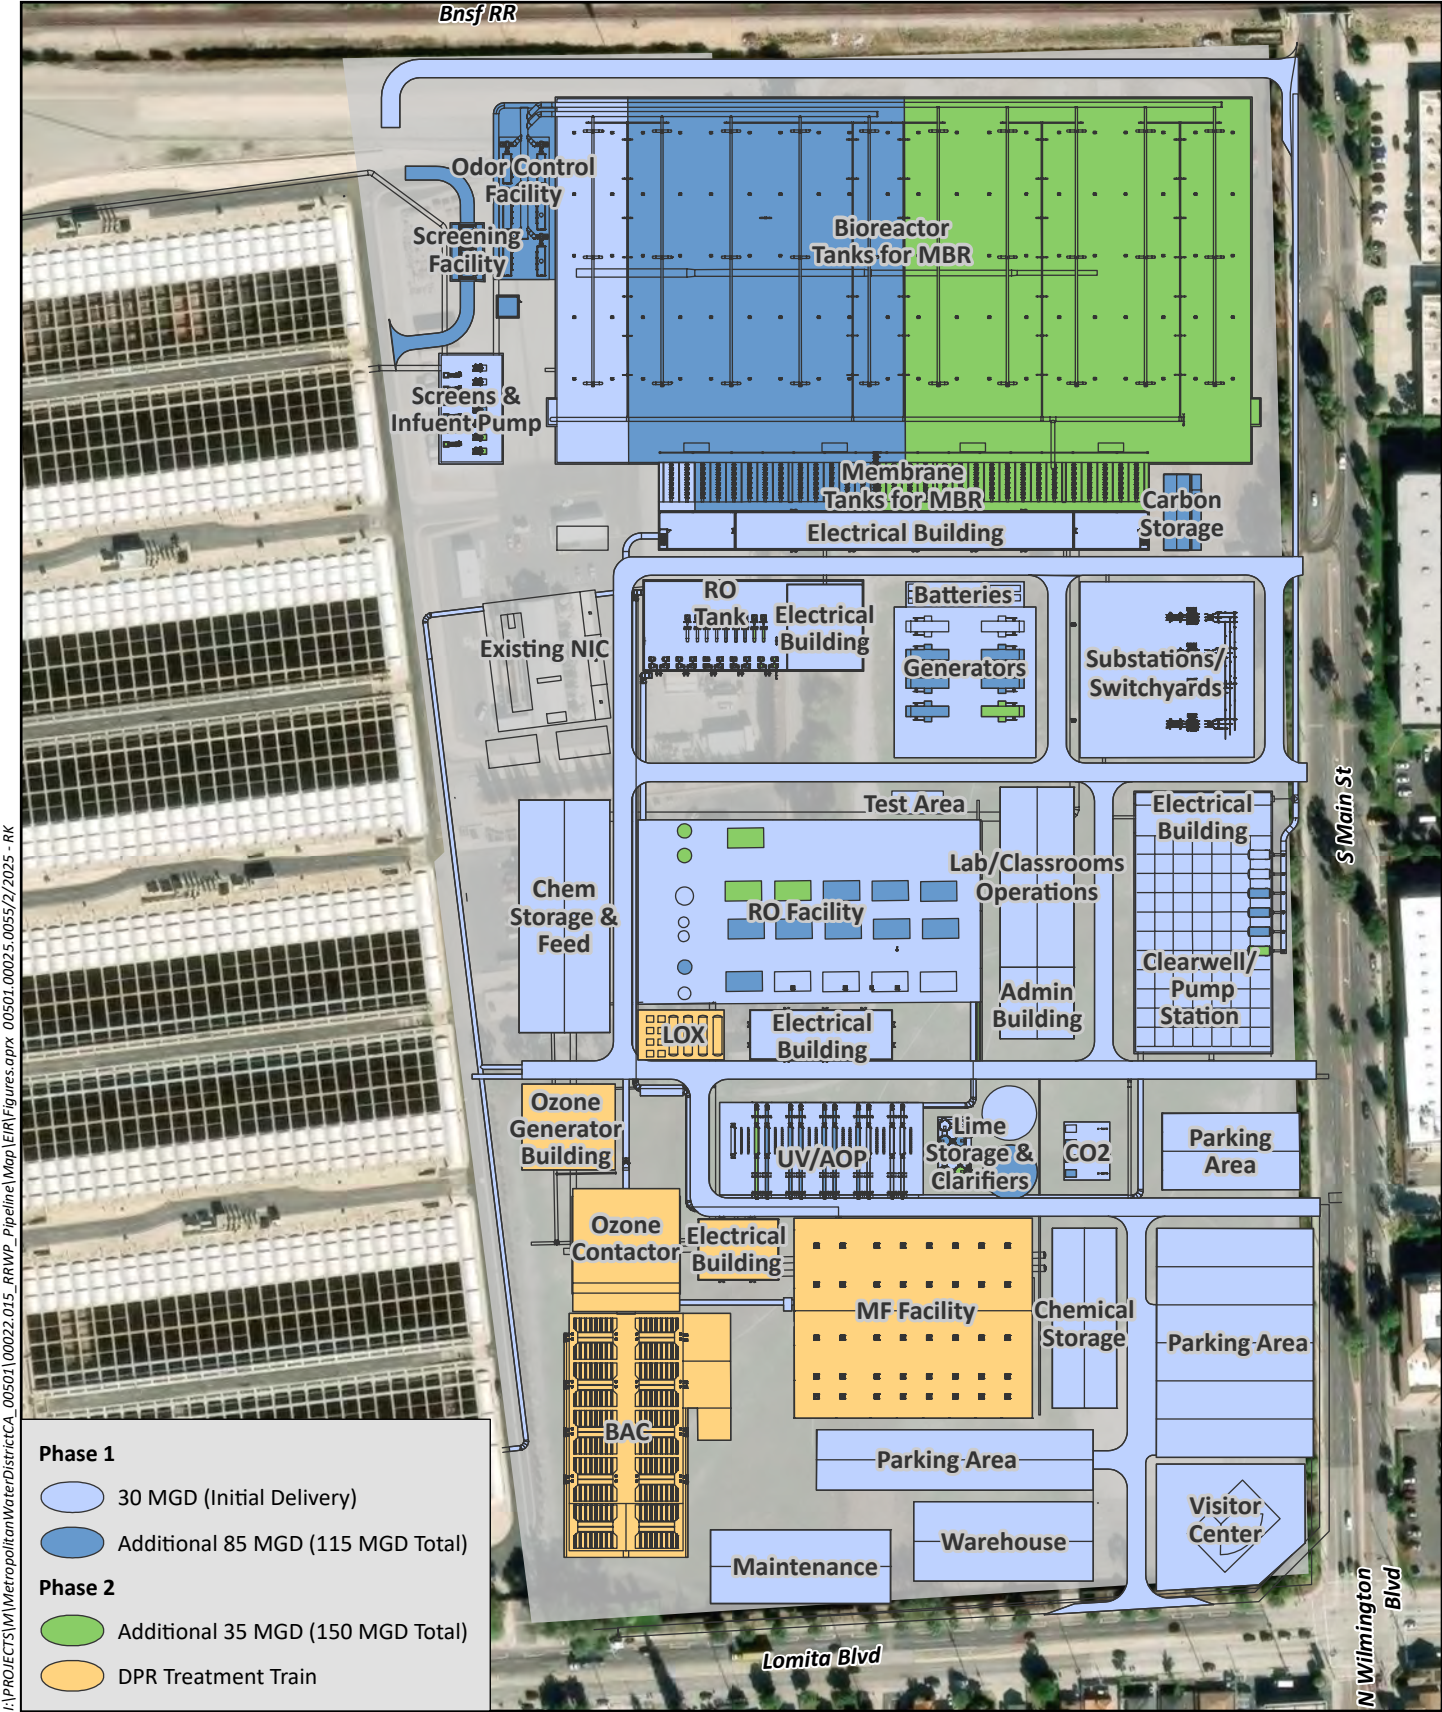 Bnsf RR
Odor Control
Facility
Screening
Facility
Bioreactor
Tanks for MBR
Screens &
Infuent Pump
Membrane
Tanks for MBR
Carbon
Storage
Electrical Building
RO
Tank
Electrical
Building
Batteries
Generators
Substations/
Switchyards
Existing NIC
S Main St
Test Area
Electrical
Building
Lab/Classrooms
Operations
Chem
Storage &
Feed
RO Facility
Clearwell/
Pump
Station
Admin
Building
LOX
Electrical
Building
Ozone
Generator
Building
UV/AOP
Lime
Storage &
Clarifiers
CO2
Parking
Area
Ozone
Contactor
Electrical
Building
MF Facility
Chemical
Storage
Parking Area
BAC
Parking Area
Visitor
Center
Warehouse
Maintenance
Lomita Blvd
N Wilmington
Blvd
Phase 1
30 MGD (Initial Delivery)
Additional 85 MGD (115 MGD Total)
Phase 2
Additional 35 MGD (150 MGD Total)
DPR Treatment Train
I:\PROJECTS\M\MetropolitanWaterDistrictCA_00501\00022.015_RRWP_Pipeline\Map\EIR\Figures.aprx 00501.00025.0055/2/2025 - RK